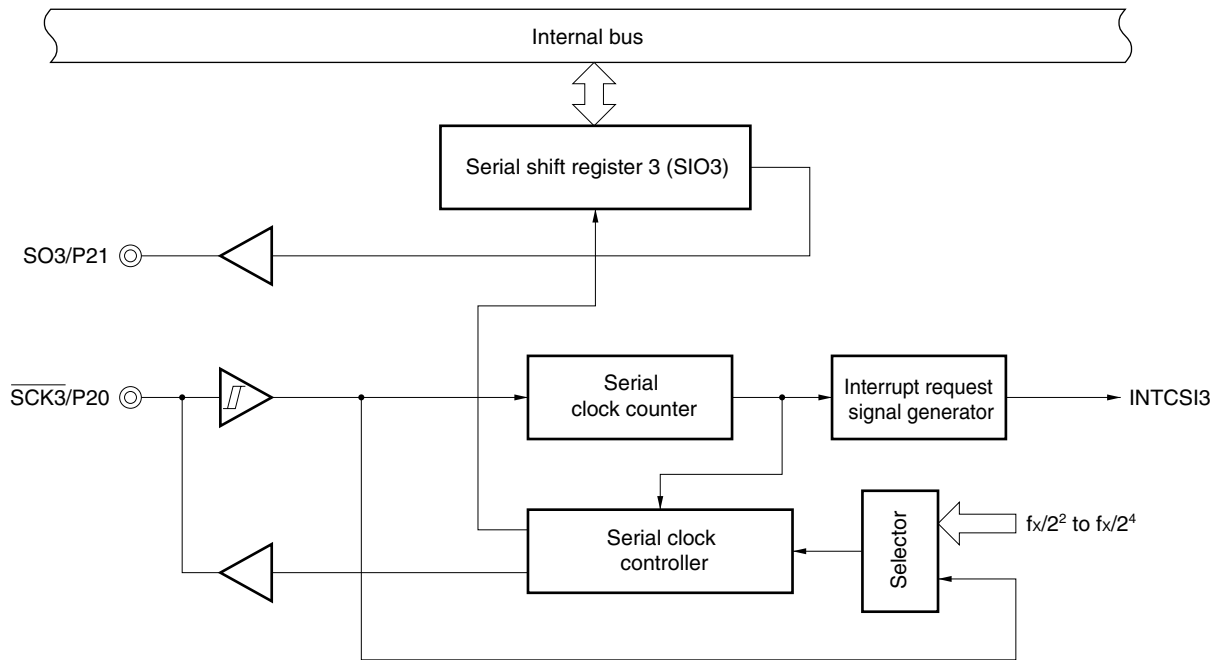 Internal bus
Serial shift register 3 (SIO3)
SO3/P21
S̅C̅K̅3̅/P20
Serial
clock counter
Interrupt request
signal generator
INTCSI3
Serial clock
controller
Selector
fx/2² to fx/2⁴